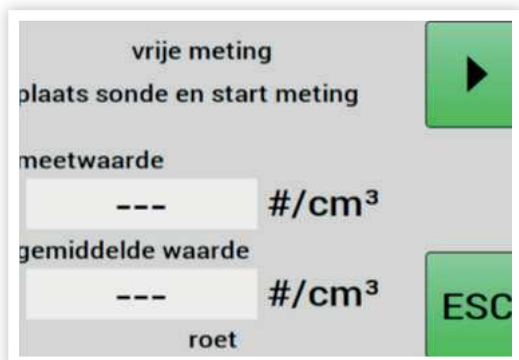 vrije meting
plaats sonde en start meting
meetwaarde
--- #/cm³
gemiddelde waarde
--- #/cm³
ESC
roet